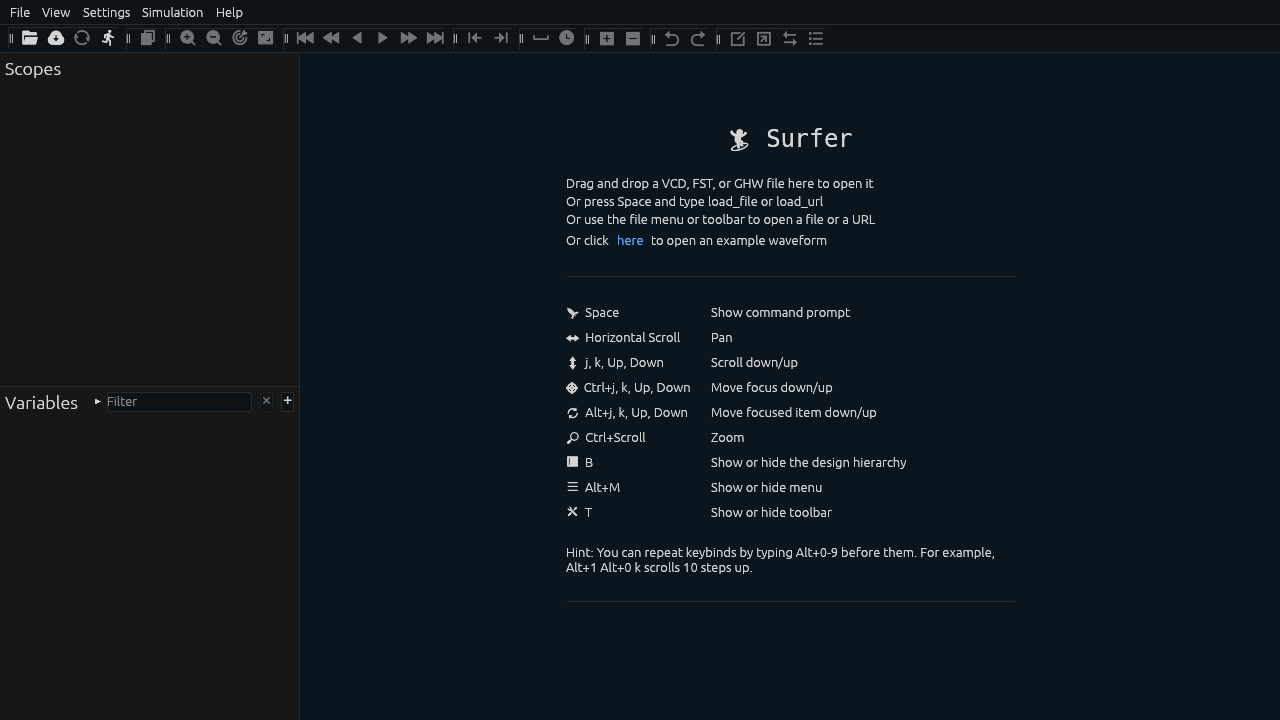 File View Settings Simulation Help
Scopes
Surfer
Drag and drop a VCD, FST, or GHW file here to open it
Or press Space and type load_file or load_url
Or use the file menu or toolbar to open a file or a URL
Or click here to open an example waveform
Space Show command prompt
Horizontal Scroll Pan
j, k, Up, Down Scroll down/up
Ctrl+j, k, Up, Down Move focus down/up
Variables Filter
Alt+j, k, Up, Down Move focused item down/up
Ctrl+Scroll Zoom
B Show or hide the design hierarchy
Alt+M Show or hide menu
T Show or hide toolbar
Hint: You can repeat keybinds by typing Alt+0-9 before them. For example,
Alt+1 Alt+0 k scrolls 10 steps up.